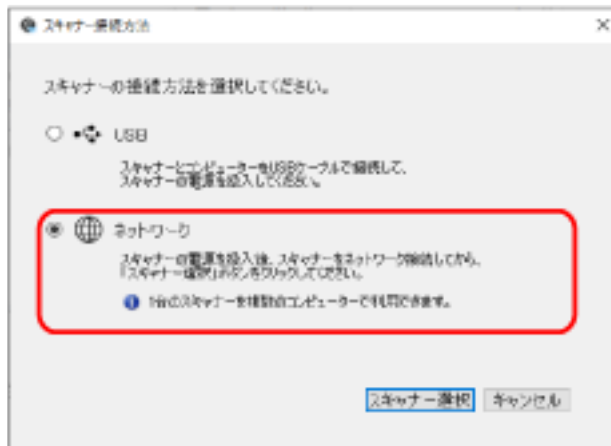 スキャナー接続方法
スキャナーの接続方法を選択してください。
USB
スキャナーとコンピューターをUSBケーブルで接続して、
スキャナーの電源を投入してください。
ネットワーク
スキャナーの電源を投入後、スキャナーをネットワーク接続してから、
「スキャナー選択」ボタンをクリックしてください。
1台のスキャナーを複数のコンピューターで利用できます。
スキャナー選択 キャンセル